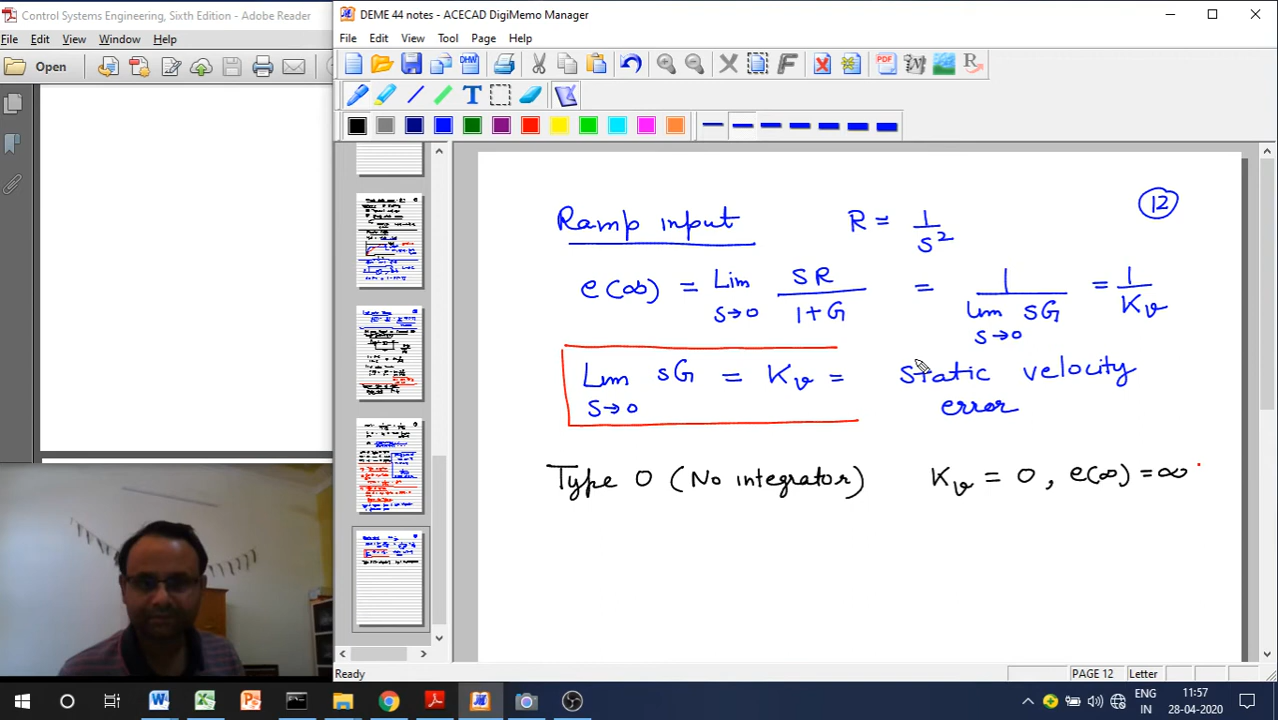 Control Systems Engineering, Sixth Edition - Adobe Reader
File Edit View Window Help
Open
DEME 44 notes - ACECAD DigiMemo Manager
File Edit View Tool Page Help
DHW F PDF R
12
Ramp input R = 1/s²
e(∞) = Lim s→0 sR/(1+G) = 1/(Lim s→0 sG) = 1/Kv
Lim s→0 sG = Kv = Static velocity
error
Type 0 (No integrator) Kv = 0, e(∞) = ∞
Ready PAGE 12 Letter
ENG 11:57
IN 28-04-2020